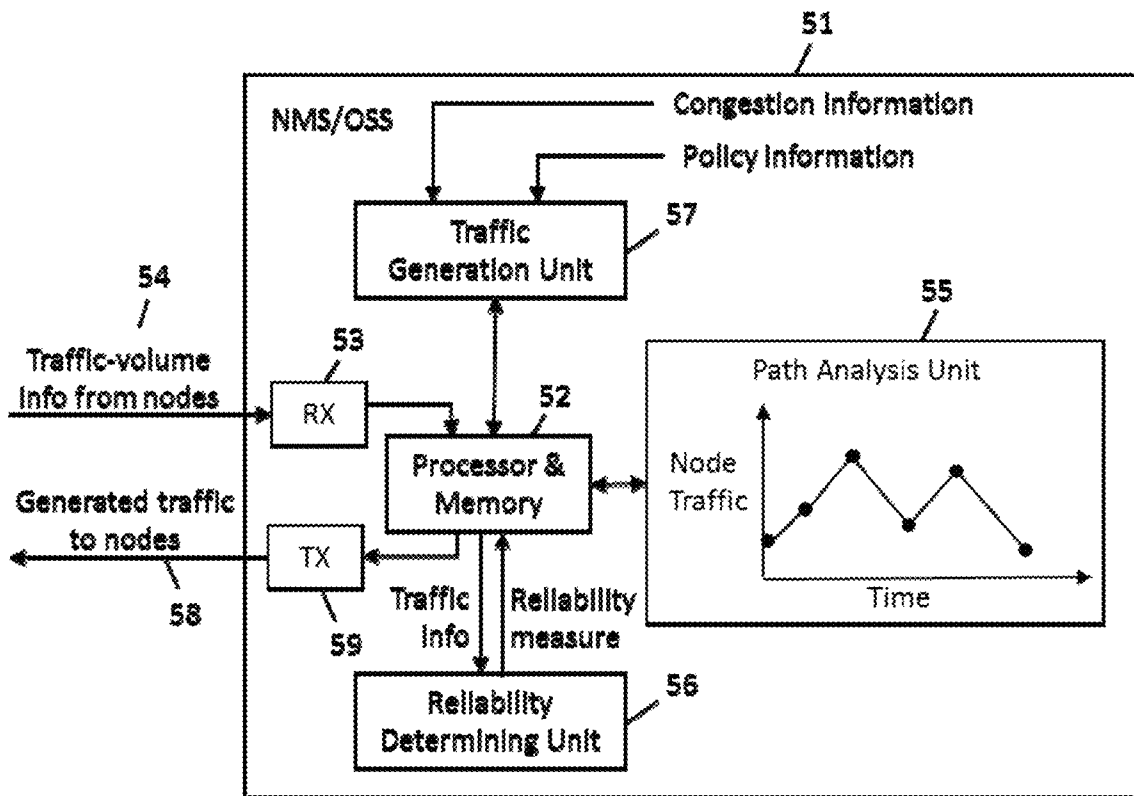 51
NMS/OSS
Congestion Information
Policy Information
Traffic
Generation Unit
57
54
Traffic-volume
Info from nodes
53
RX
52
Processor &
Memory
55
Path Analysis Unit
Node
Traffic
Time
Generated traffic
to nodes
58
TX
59
Traffic
Info
Reliability
measure
56
Reliability
Determining Unit